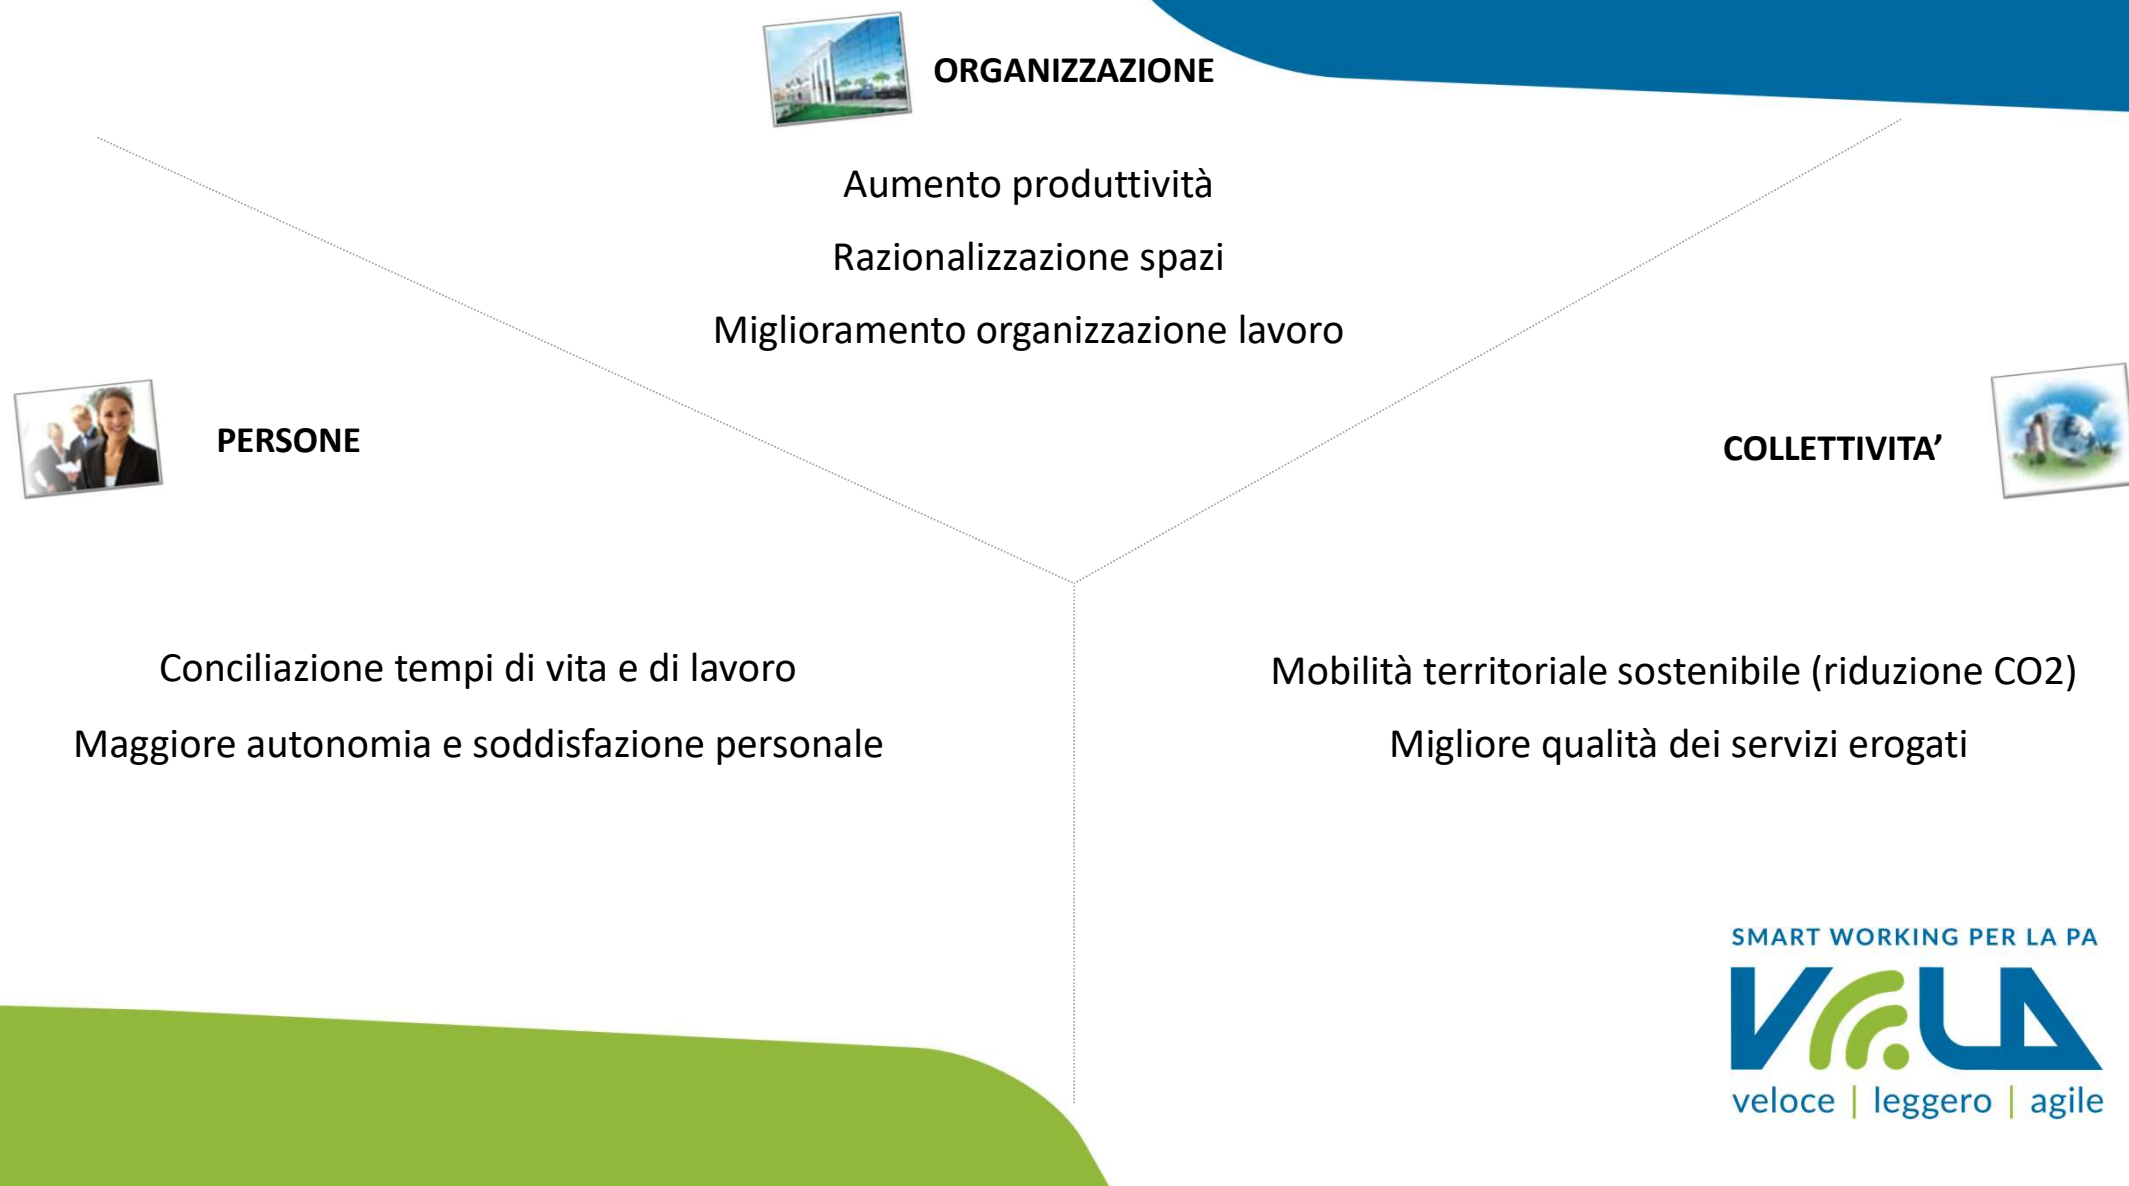 ORGANIZZAZIONE
Aumento produttività
Razionalizzazione spazi
Miglioramento organizzazione lavoro
PERSONE
Conciliazione tempi di vita e di lavoro
Maggiore autonomia e soddisfazione personale
COLLETTIVITA’
Mobilità territoriale sostenibile (riduzione CO2)
Migliore qualità dei servizi erogati
SMART WORKING PER LA PA
VeLA
veloce | leggero | agile